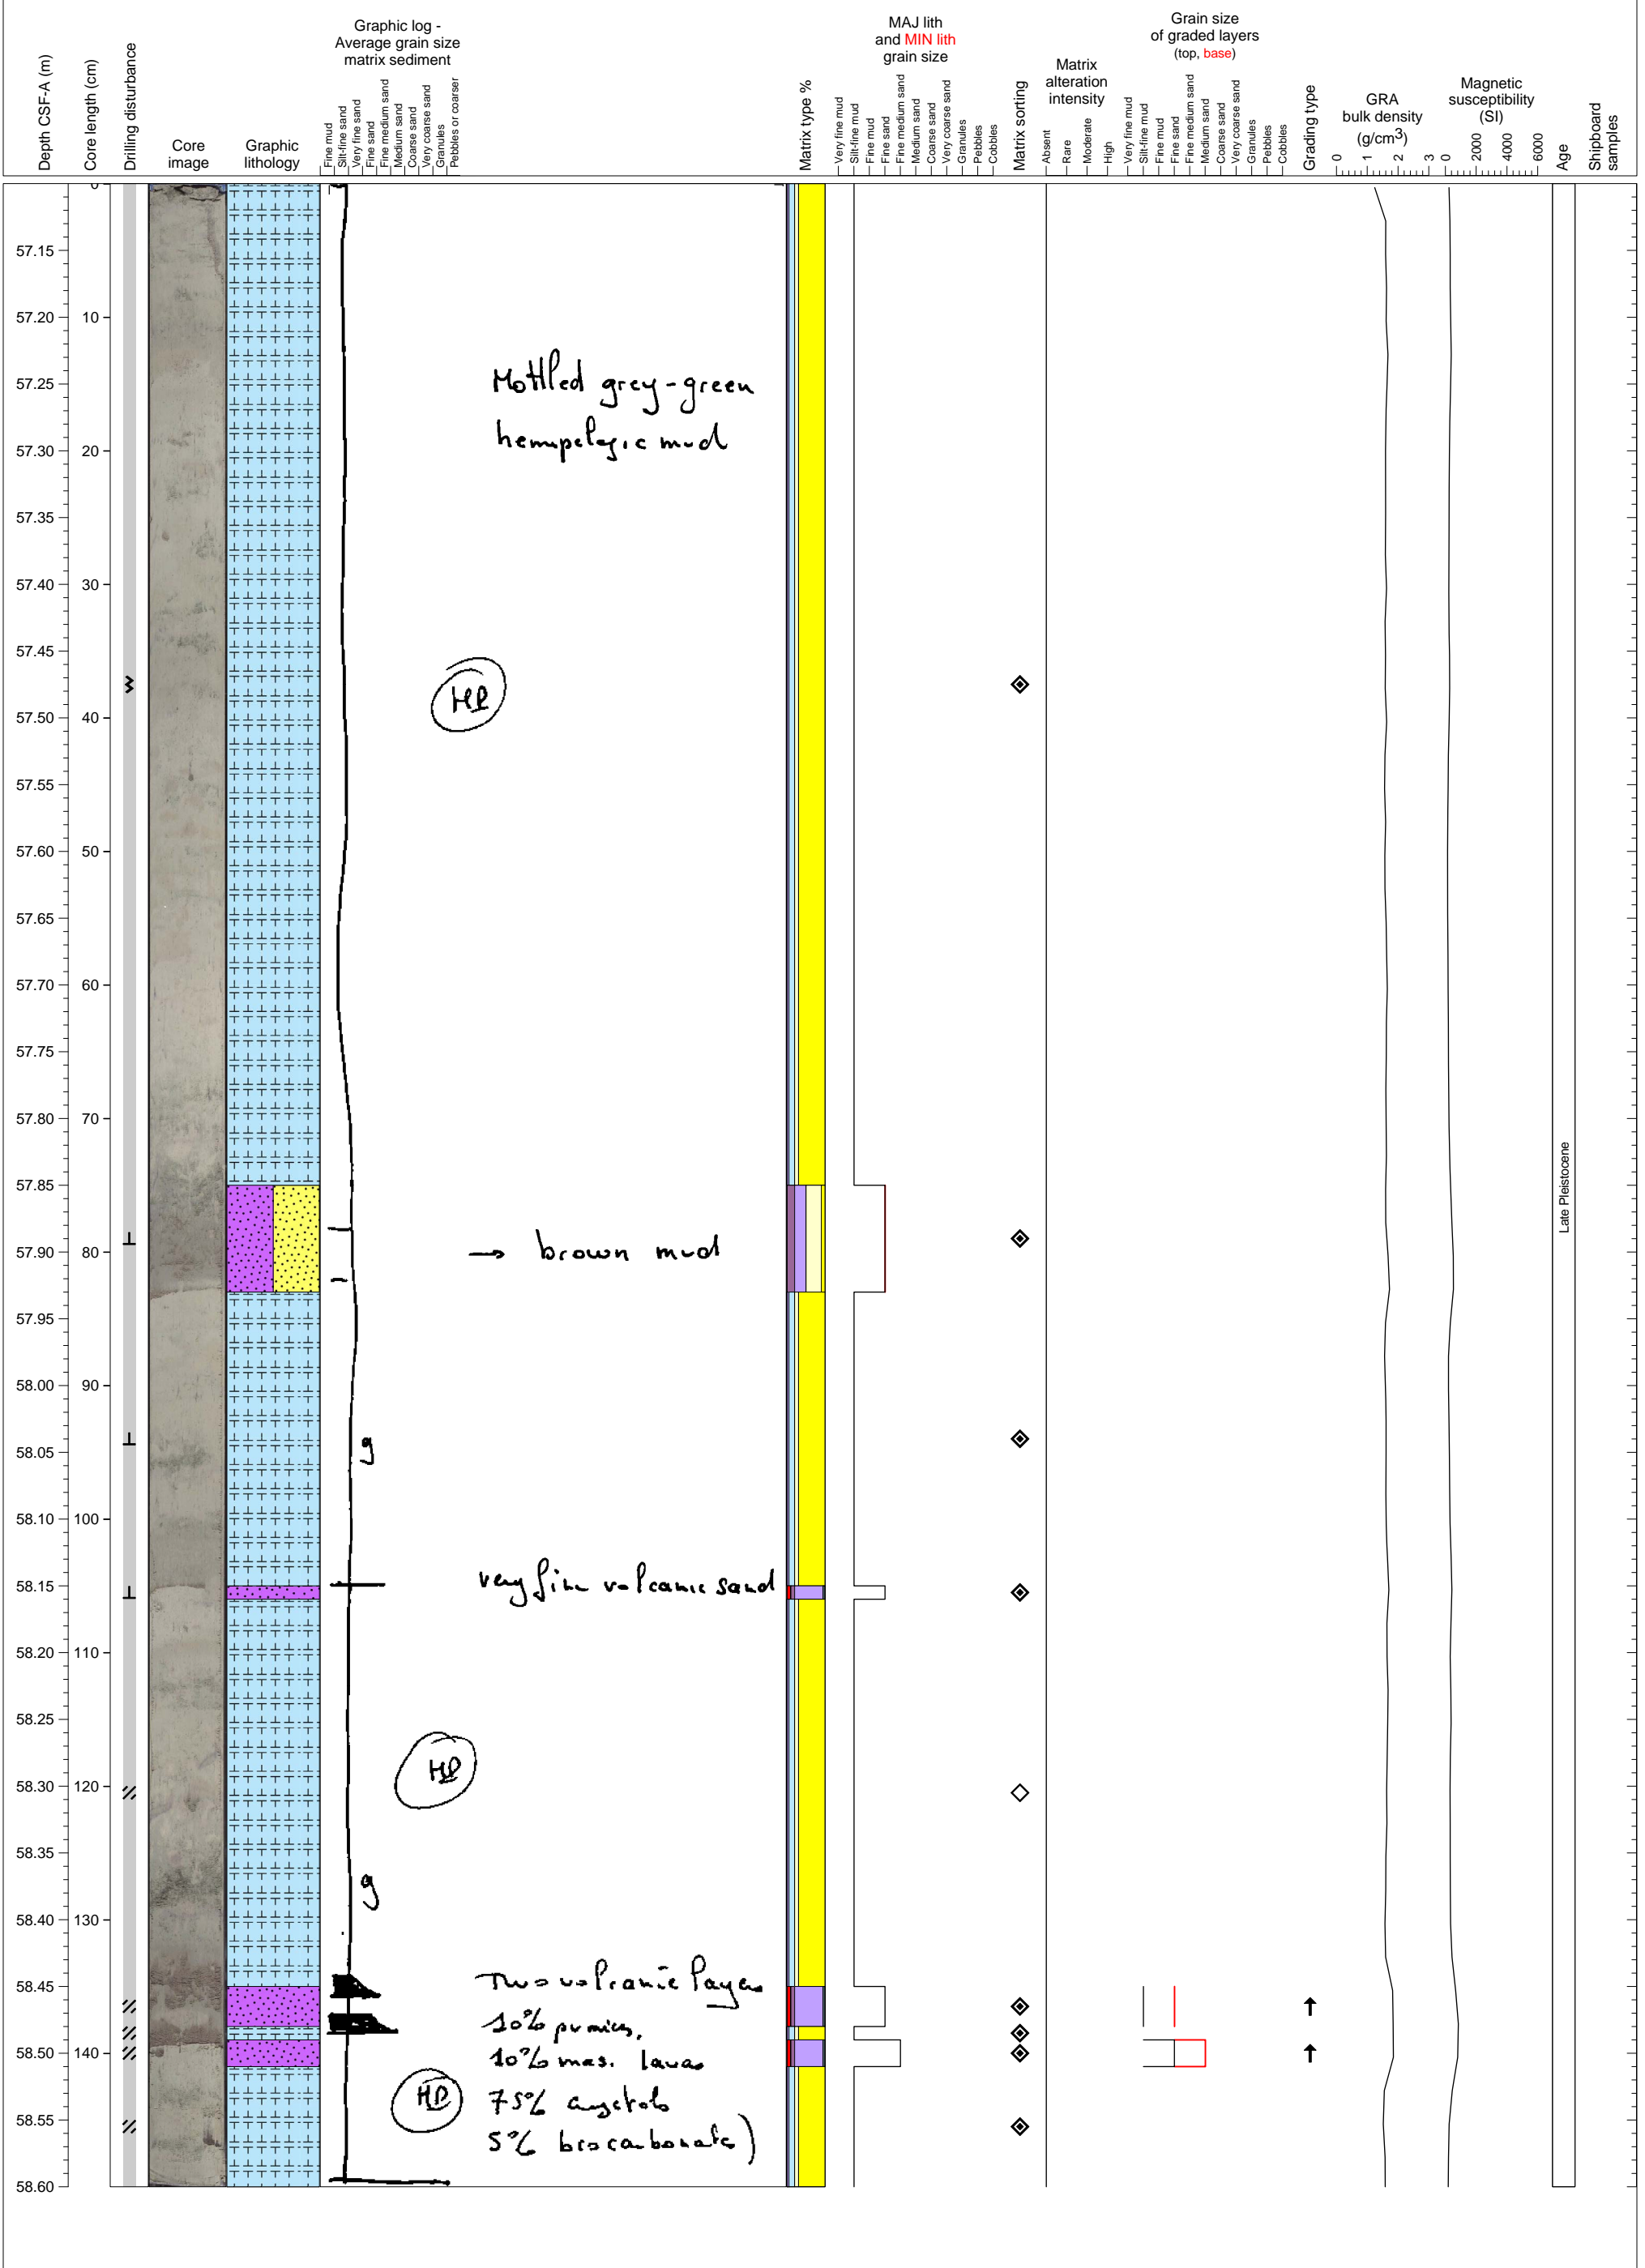 Depth CSF-A (m)
Core length (cm)
Drilling disturbance
Core
image
Graphic
lithology
Graphic log -
Average grain size
matrix sediment
Fine mud
Silt-fine sand
Very fine sand
Fine sand
Fine medium sand
Medium sand
Coarse sand
Very coarse sand
Granules
Pebbles or coarser
Matrix type %
MAJ lith
and MIN lith
grain size
Very fine mud
Silt-fine mud
Fine mud
Fine sand
Fine medium sand
Medium sand
Coarse sand
Very coarse sand
Granules
Pebbles
Cobbles
Matrix sorting
Matrix
alteration
intensity
Absent
Rare
Moderate
High
Grain size
of graded layers
(top, base)
Very fine mud
Silt-fine mud
Fine mud
Fine sand
Fine medium sand
Medium sand
Coarse sand
Very coarse sand
Granules
Pebbles
Cobbles
Grading type
GRA
bulk density
(g/cm3)
0 1 2 3
Magnetic
susceptibility
(SI)
0 2000 4000 6000
Age
Shipboard
samples
0
57.15
57.20 10
57.25
57.30 20
57.35
57.40 30
57.45
57.50 40
57.55
57.60 50
57.65
57.70 60
57.75
57.80 70
57.85
57.90 80
57.95
58.00 90
58.05
58.10 100
58.15
58.20 110
58.25
58.30 120
58.35
58.40 130
58.45
58.50 140
58.55
58.60
Mottled grey-green
hemipelagic mud
HP
→ brown mud
g
very fine volcanic sand
HP
g
Two volcanic layers
10% pumices,
10% mas. lavas
75% crystals
5% biocarbonate)
HP
Late Pleistocene